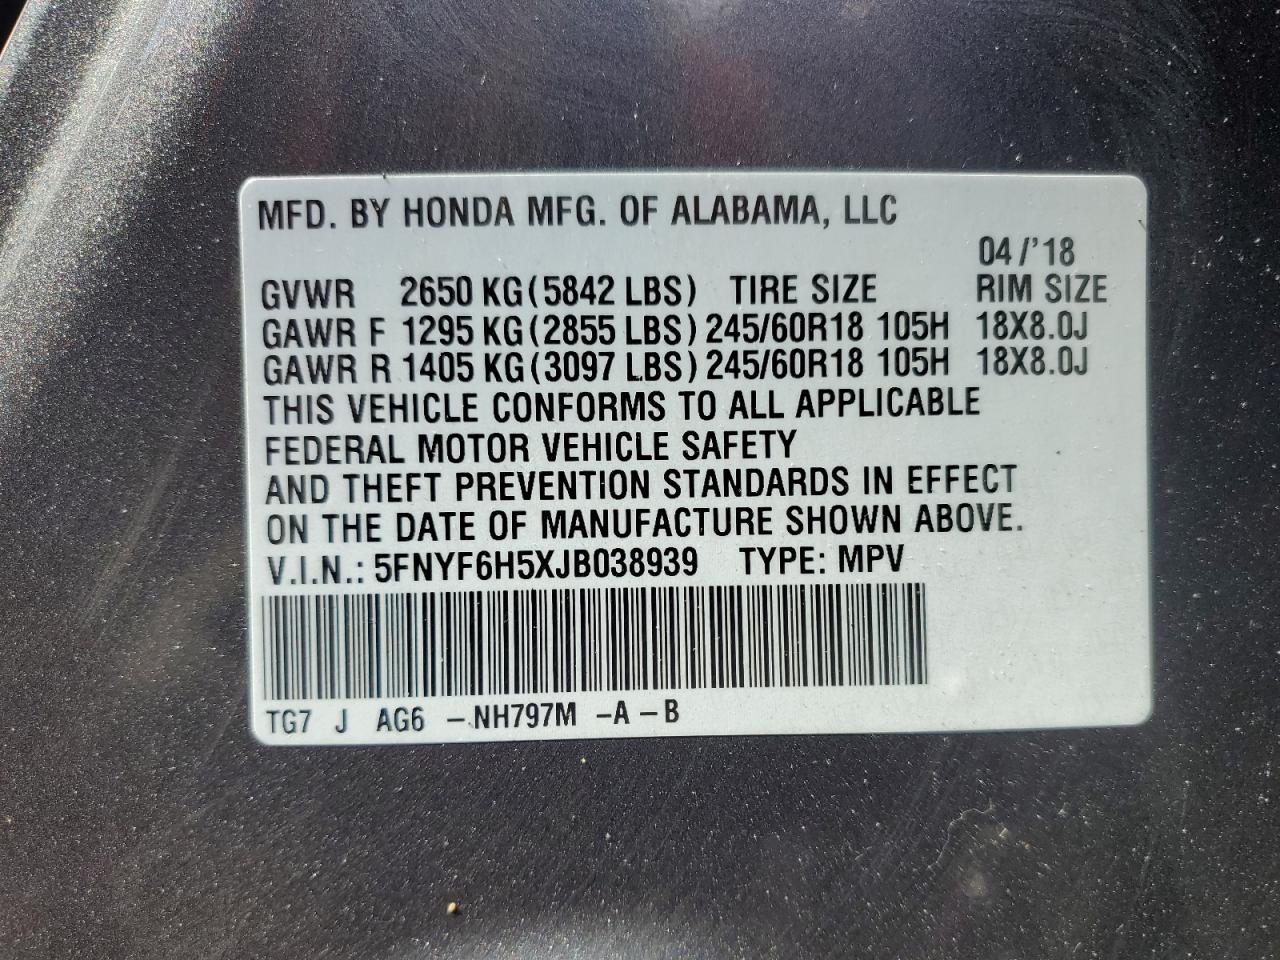 MFD. BY HONDA MFG. OF ALABAMA, LLC
04/'18
GVWR 2650 KG(5842 LBS) TIRE SIZE RIM SIZE
GAWR F 1295 KG(2855 LBS) 245/60R18 105H 18X8.0J
GAWR R 1405 KG(3097 LBS) 245/60R18 105H 18X8.0J
THIS VEHICLE CONFORMS TO ALL APPLICABLE
FEDERAL MOTOR VEHICLE SAFETY
AND THEFT PREVENTION STANDARDS IN EFFECT
ON THE DATE OF MANUFACTURE SHOWN ABOVE.
V.I.N.: 5FNYF6H5XJB038939 TYPE: MPV
TG7 J AG6 -NH797M -A-B